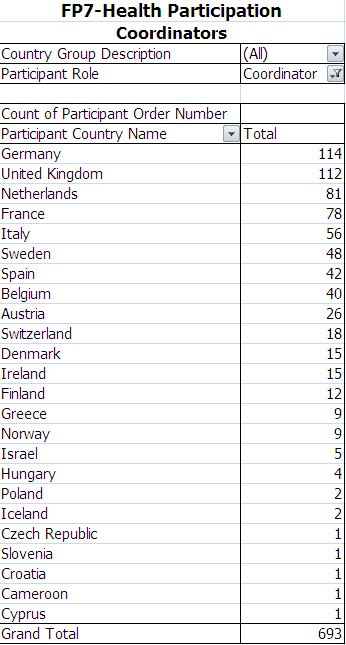 FP7-Health Participation
Coordinators
Country Group Description (All)
Participant Role Coordinator
Count of Participant Order Number
Participant Country Name Total
Germany 114
United Kingdom 112
Netherlands 81
France 78
Italy 56
Sweden 48
Spain 42
Belgium 40
Austria 26
Switzerland 18
Denmark 15
Ireland 15
Finland 12
Greece 9
Norway 9
Israel 5
Hungary 4
Poland 2
Iceland 2
Czech Republic 1
Slovenia 1
Croatia 1
Cameroon 1
Cyprus 1
Grand Total 693